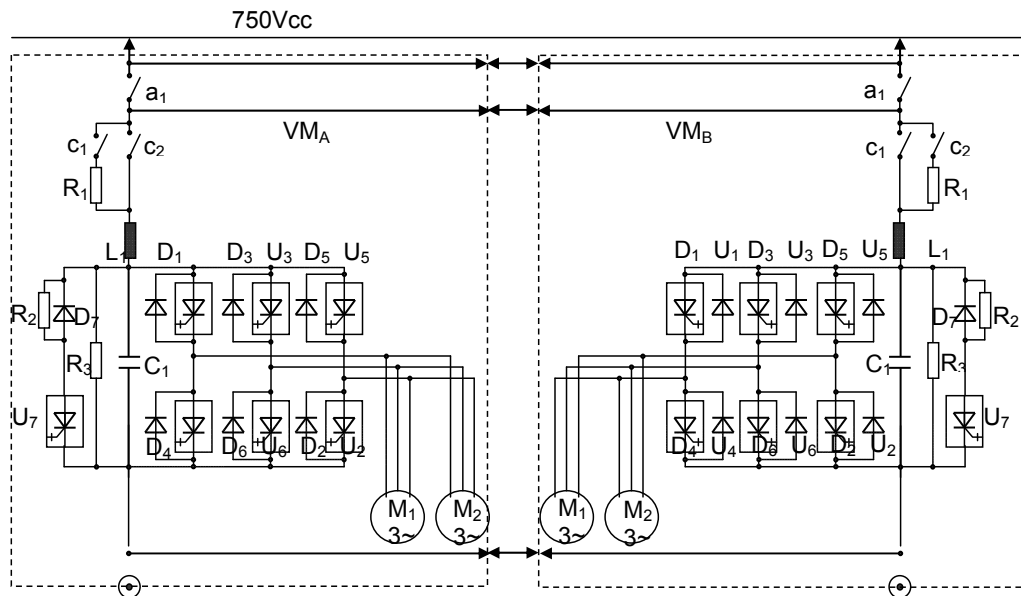 750Vcc
a₁ a₁
VM_A VM_B
c₁ c₂ c₁ c₂
R₁ R₁
L₁ D₁ D₃ U₃ D₅ U₅ D₁ U₁ D₃ U₃ D₅ U₅ L₁
R₂ D₇ D₇ R₂
R₃ C₁ C₁ R₃
U₇ U₇
D₄ D₆ U₆ D₂ U₂ D₄ U₄ D₆ U₆ D₂ U₂
M₁ M₂ M₁ M₂
3~ 3~ 3~ 3~